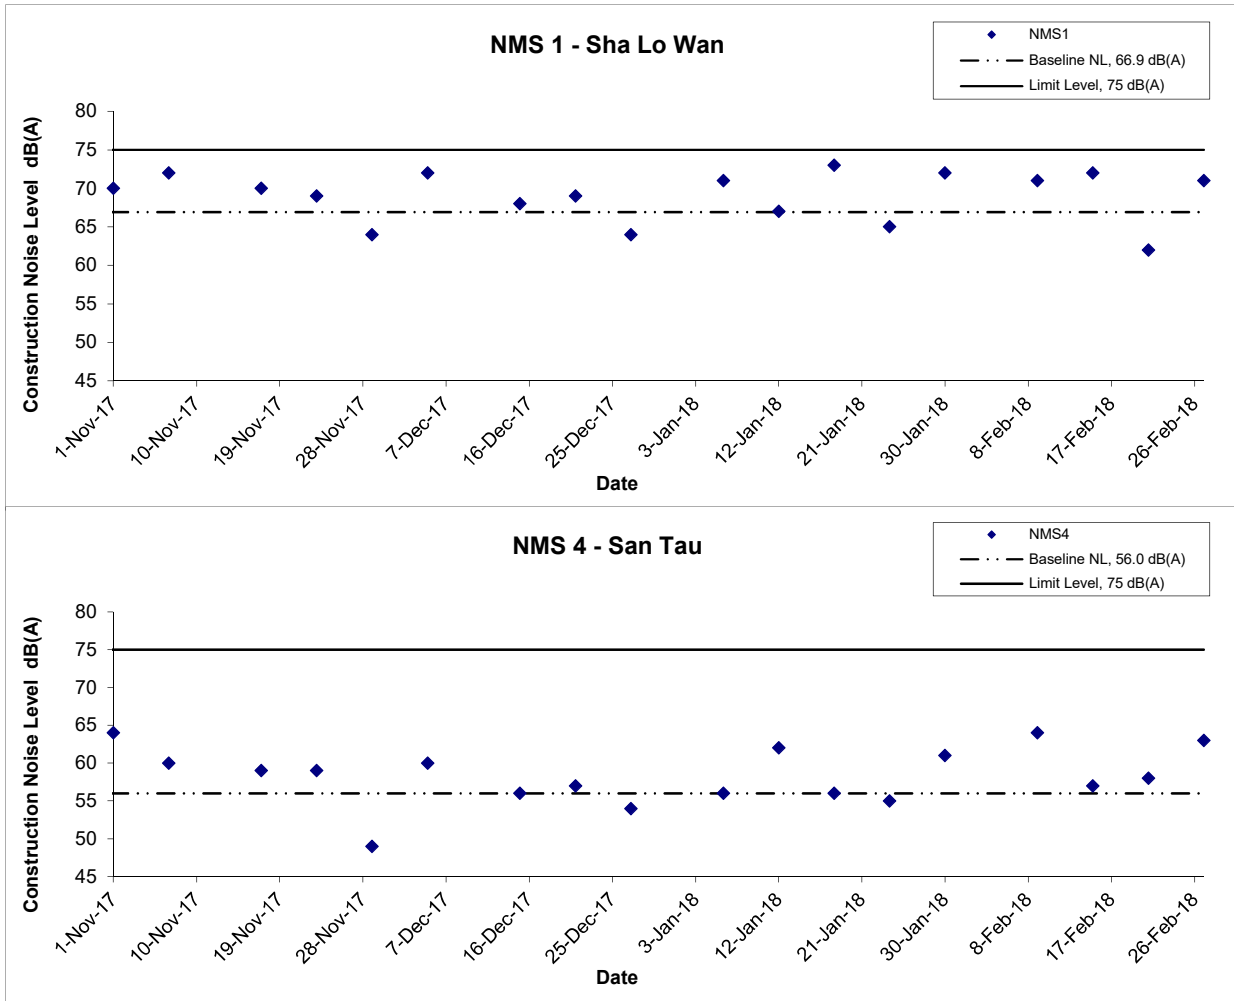 NMS 1 - Sha Lo Wan
NMS1
Baseline NL, 66.9 dB(A)
Limit Level, 75 dB(A)
Construction Noise Level dB(A)
80
75
70
65
60
55
50
45
1-Nov-17
10-Nov-17
19-Nov-17
28-Nov-17
7-Dec-17
16-Dec-17
25-Dec-17
3-Jan-18
12-Jan-18
21-Jan-18
30-Jan-18
8-Feb-18
17-Feb-18
26-Feb-18
Date
NMS 4 - San Tau
NMS4
Baseline NL, 56.0 dB(A)
Limit Level, 75 dB(A)
Construction Noise Level dB(A)
80
75
70
65
60
55
50
45
1-Nov-17
10-Nov-17
19-Nov-17
28-Nov-17
7-Dec-17
16-Dec-17
25-Dec-17
3-Jan-18
12-Jan-18
21-Jan-18
30-Jan-18
8-Feb-18
17-Feb-18
26-Feb-18
Date